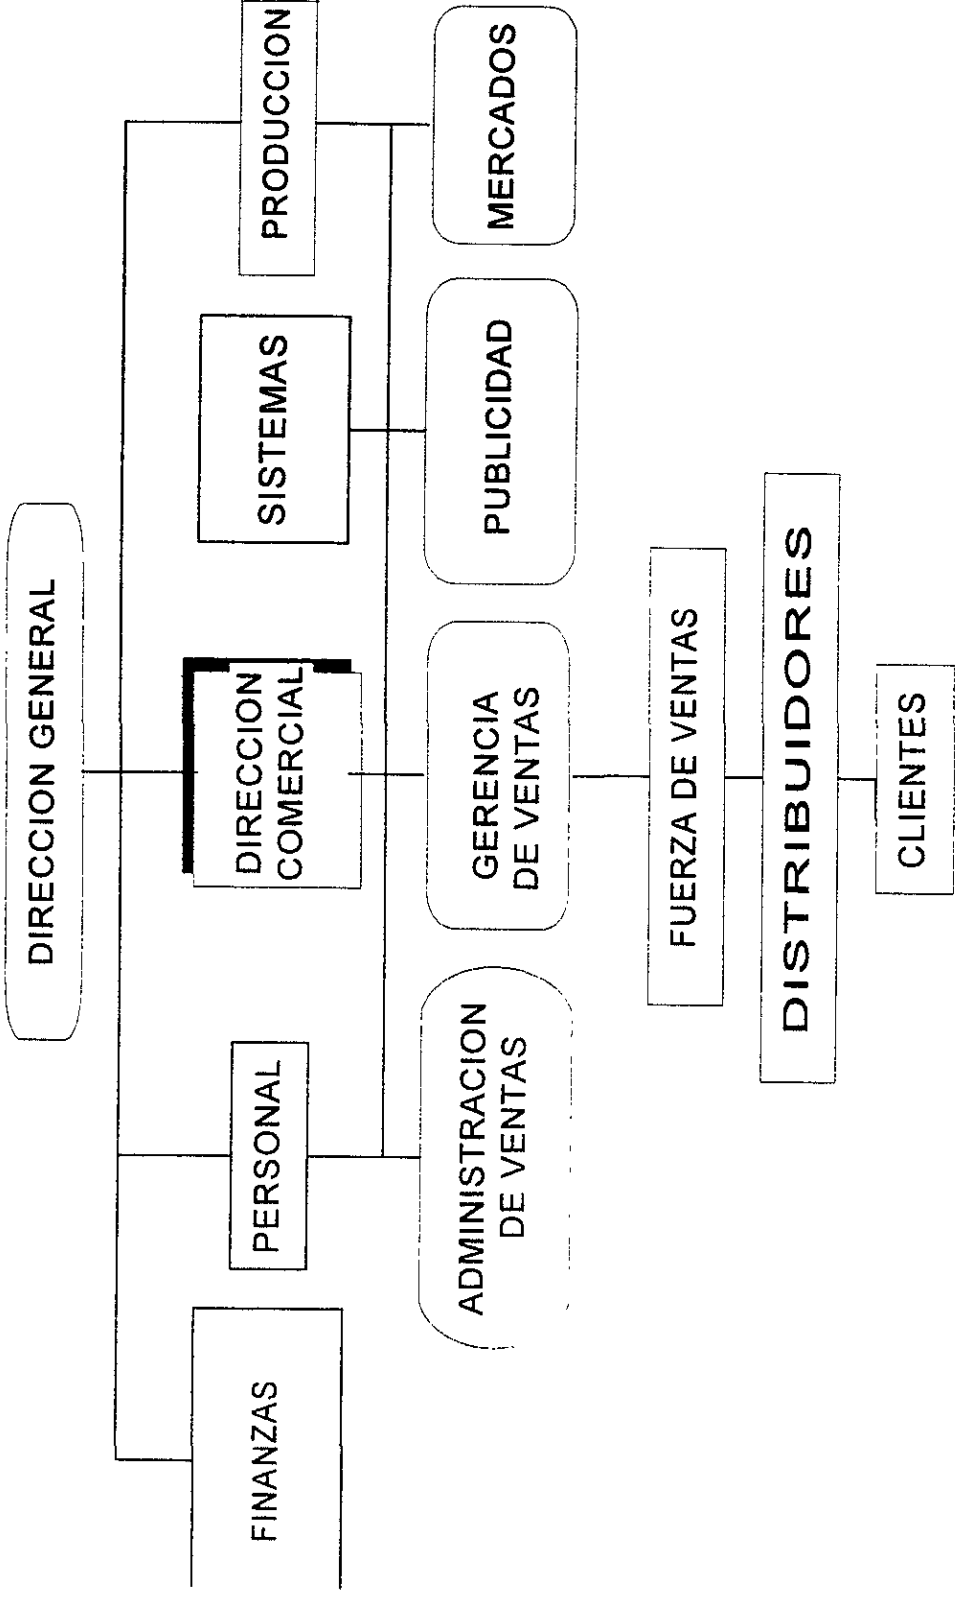 DIRECCION GENERAL
FINANZAS
PERSONAL
DIRECCION
COMERCIAL
SISTEMAS
PRODUCCION
ADMINISTRACION
DE VENTAS
GERENCIA
DE VENTAS
PUBLICIDAD
MERCADOS
FUERZA DE VENTAS
DISTRIBUIDORES
CLIENTES